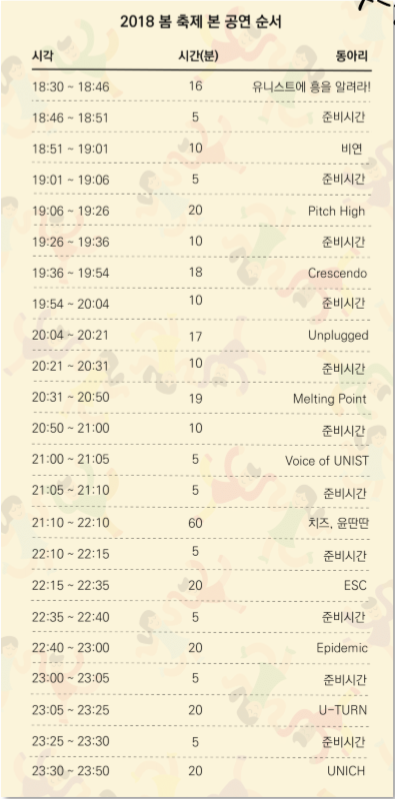 2018 봄 축제 본 공연 순서
시각 시간(분) 동아리
18:30 ~ 18:46 16 유니스트에 흥을 알려라!
18:46 ~ 18:51 5 준비시간
18:51 ~ 19:01 10 비연
19:01 ~ 19:06 5 준비시간
19:06 ~ 19:26 20 Pitch High
19:26 ~ 19:36 10 준비시간
19:36 ~ 19:54 18 Crescendo
19:54 ~ 20:04 10 준비시간
20:04 ~ 20:21 17 Unplugged
20:21 ~ 20:31 10 준비시간
20:31 ~ 20:50 19 Melting Point
20:50 ~ 21:00 10 준비시간
21:00 ~ 21:05 5 Voice of UNIST
21:05 ~ 21:10 5 준비시간
21:10 ~ 22:10 60 치즈, 윤딴딴
22:10 ~ 22:15 5 준비시간
22:15 ~ 22:35 20 ESC
22:35 ~ 22:40 5 준비시간
22:40 ~ 23:00 20 Epidemic
23:00 ~ 23:05 5 준비시간
23:05 ~ 23:25 20 U-TURN
23:25 ~ 23:30 5 준비시간
23:30 ~ 23:50 20 UNICH